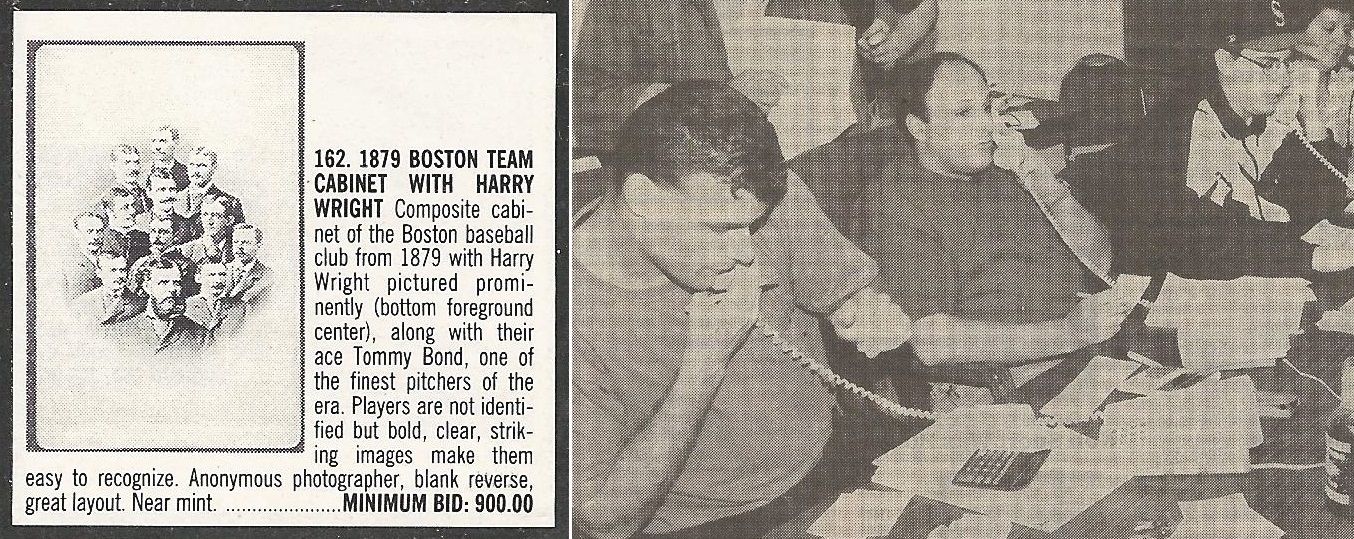 162. 1879 BOSTON TEAM
CABINET WITH HARRY
WRIGHT Composite cabi-
net of the Boston baseball
club from 1879 with Harry
Wright pictured promi-
nently (bottom foreground
center), along with their
ace Tommy Bond, one of
the finest pitchers of the
era. Players are not identi-
fied but bold, clear, strik-
ing images make them
easy to recognize. Anonymous photographer, blank reverse,
great layout. Near mint. ......................MINIMUM BID: 900.00
S